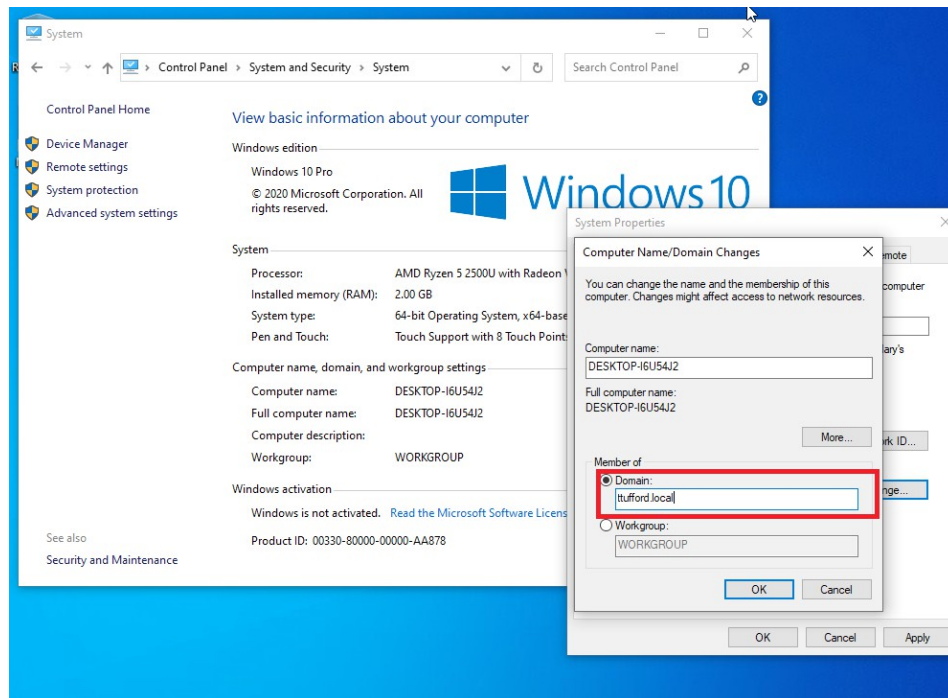 System
Control Panel > System and Security > System
Search Control Panel
Control Panel Home
Device Manager
Remote settings
System protection
Advanced system settings
See also
Security and Maintenance
View basic information about your computer
Windows edition
Windows 10 Pro
© 2020 Microsoft Corporation. All
rights reserved.
Windows 10
System
Processor: AMD Ryzen 5 2500U with Radeon
Installed memory (RAM): 2.00 GB
System type: 64-bit Operating System, x64-base
Pen and Touch: Touch Support with 8 Touch Point
Computer name, domain, and workgroup settings
Computer name: DESKTOP-I6U54J2
Full computer name: DESKTOP-I6U54J2
Computer description:
Workgroup: WORKGROUP
Windows activation
Windows is not activated. Read the Microsoft Software Licens
Product ID: 00330-80000-00000-AA878
System Properties
emote
computer
ary's
rk ID...
nge...
OK
Cancel
Apply
Computer Name/Domain Changes
You can change the name and the membership of this
computer. Changes might affect access to network resources.
Computer name:
DESKTOP-I6U54J2
Full computer name:
DESKTOP-I6U54J2
More...
Member of
Domain:
ttufford.local
Workgroup:
WORKGROUP
OK
Cancel